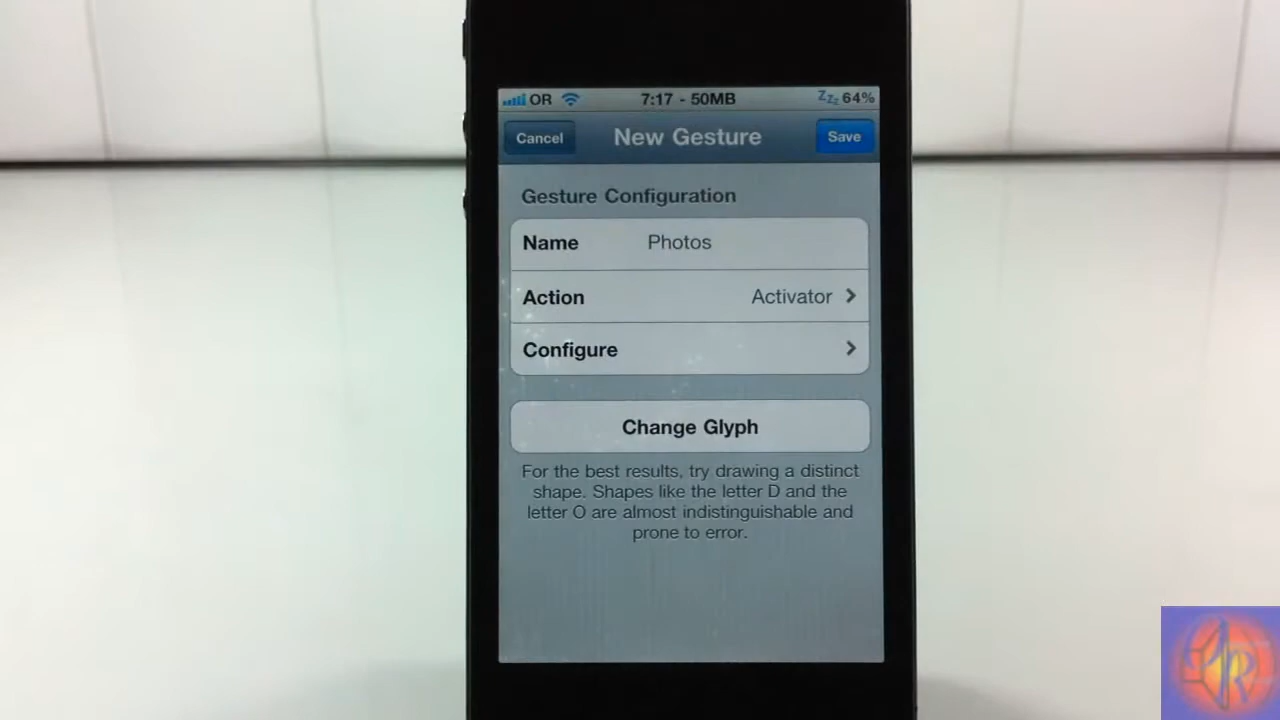 OR 7:17 - 50MB Zzz 64%
Cancel New Gesture Save
Gesture Configuration
Name Photos
Action Activator
Configure
Change Glyph
For the best results, try drawing a distinct
shape. Shapes like the letter D and the
letter O are almost indistinguishable and
prone to error.